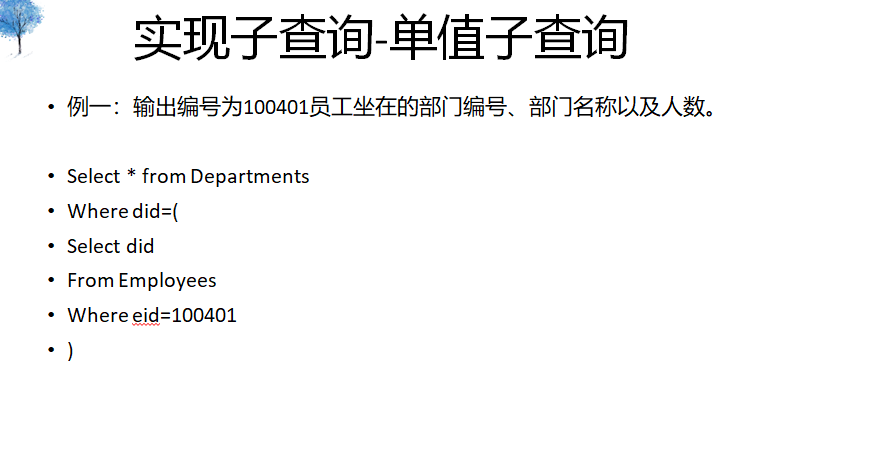 实现子查询-单值子查询
• 例一：输出编号为100401员工坐在的部门编号、部门名称以及人数。
• Select * from Departments
• Where did=(
• Select did
• From Employees
• Where eid=100401
• )